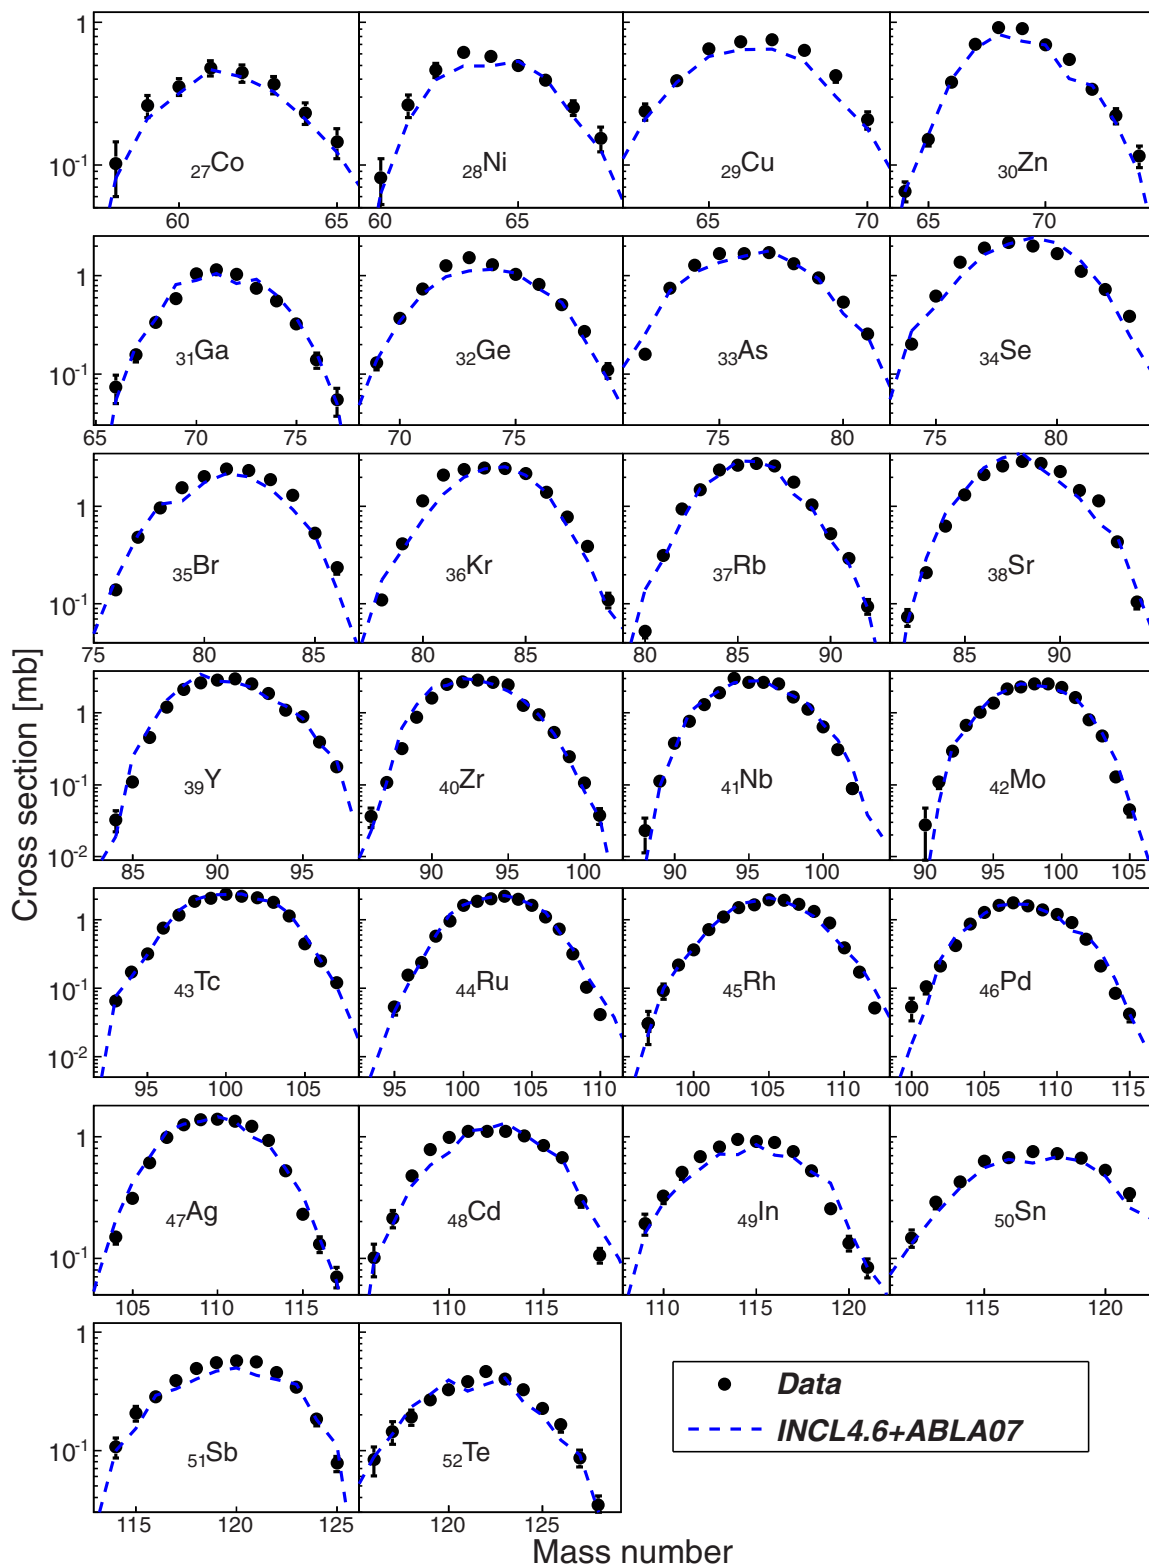 1
10-1
27Co
28Ni
29Cu
30Zn
60 65 60 65 65 70 65 70
1
10-1
31Ga
32Ge
33As
34Se
65 70 75 70 75 75 80 75 80
1
10-1
35Br
36Kr
37Rb
38Sr
75 80 85 80 85 80 85 90 85 90
1
10-1
10-2
39Y
40Zr
41Nb
42Mo
85 90 95 90 95 100 90 95 100 90 95 100 105
Cross section [mb]
1
10-1
10-2
43Tc
44Ru
45Rh
46Pd
95 100 105 95 100 105 110 100 105 110 100 105 110 115
1
10-1
47Ag
48Cd
49In
50Sn
105 110 115 110 115 110 115 120 115 120
1
10-1
51Sb
52Te
115 120 125 120 125
Data
INCL4.6+ABLA07
Mass number